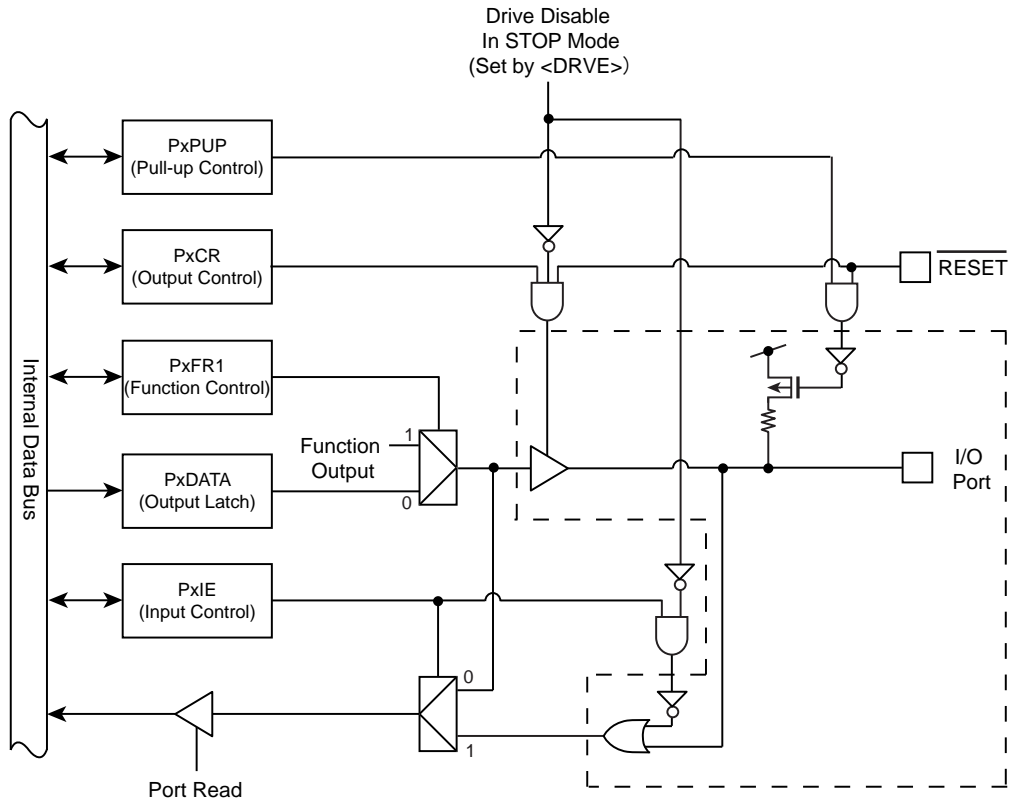 Drive Disable
In STOP Mode
(Set by <DRVE>)
PxPUP
(Pull-up Control)
PxCR
(Output Control)
RESET
PxFR1
(Function Control)
Internal Data Bus
1
Function
Output
0
PxDATA
(Output Latch)
I/O
Port
PxIE
(Input Control)
0
1
Port Read